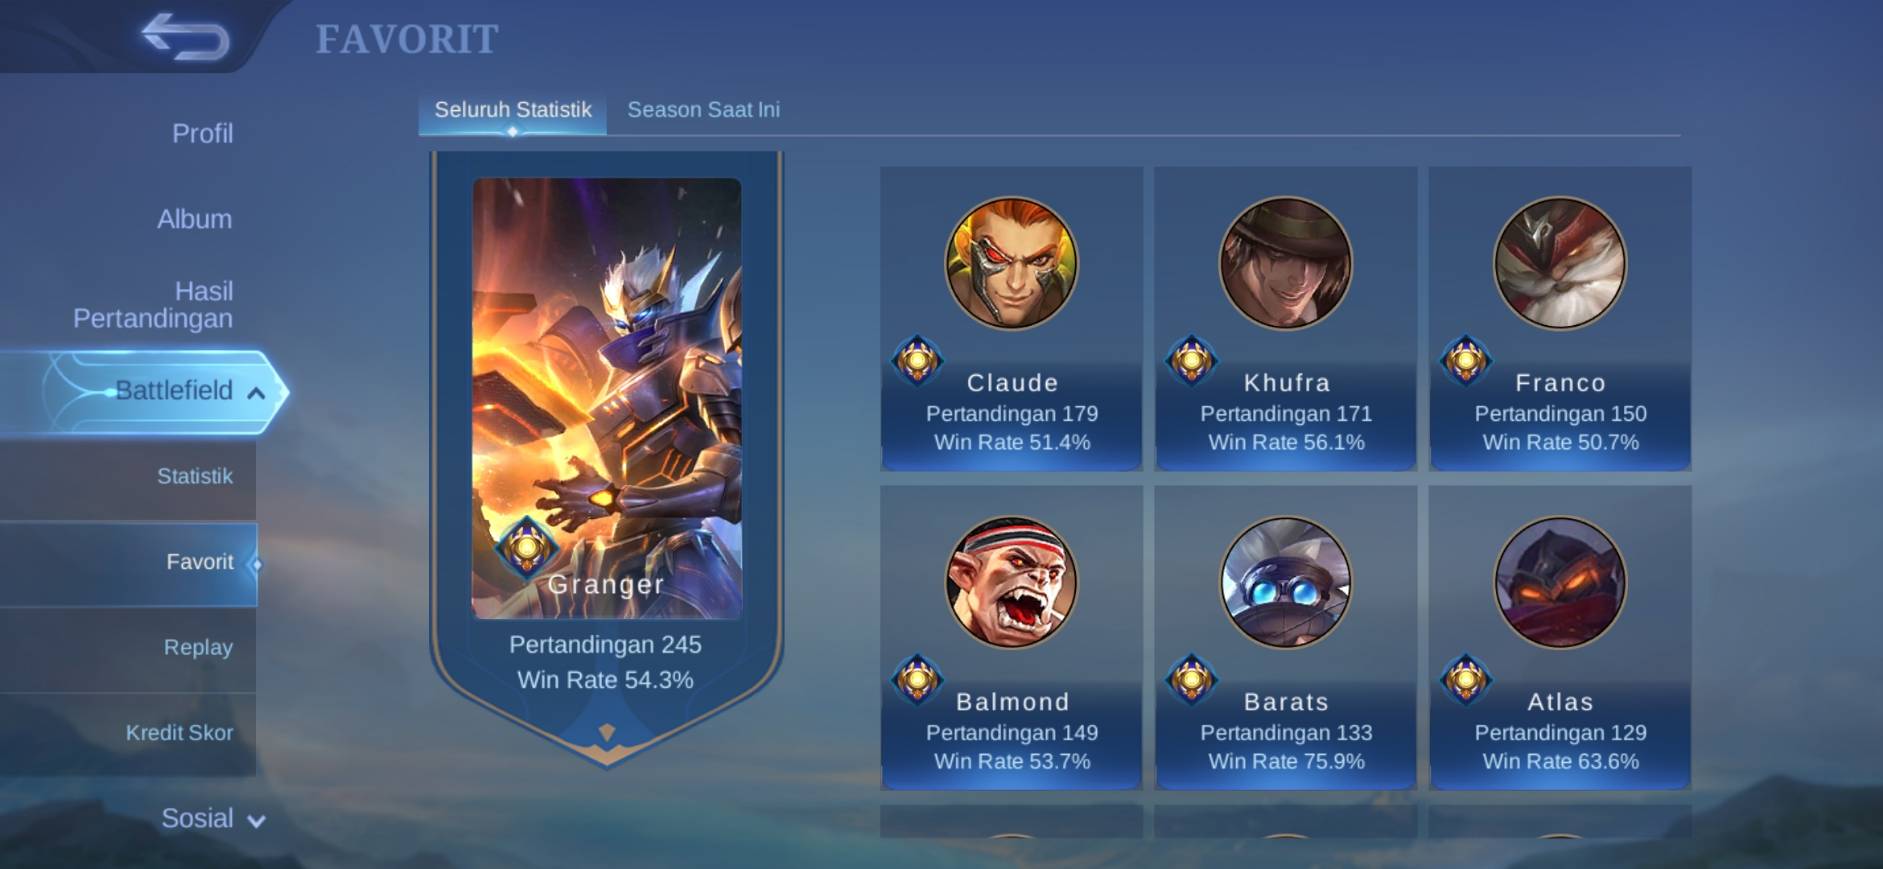 FAVORIT
Profil
Album
Hasil
Pertandingan
Battlefield
Statistik
Favorit
Replay
Kredit Skor
Sosial
Seluruh Statistik
Season Saat Ini
Granger
Pertandingan 245
Win Rate 54.3%
Claude
Pertandingan 179
Win Rate 51.4%
Khufra
Pertandingan 171
Win Rate 56.1%
Franco
Pertandingan 150
Win Rate 50.7%
Balmond
Pertandingan 149
Win Rate 53.7%
Barats
Pertandingan 133
Win Rate 75.9%
Atlas
Pertandingan 129
Win Rate 63.6%